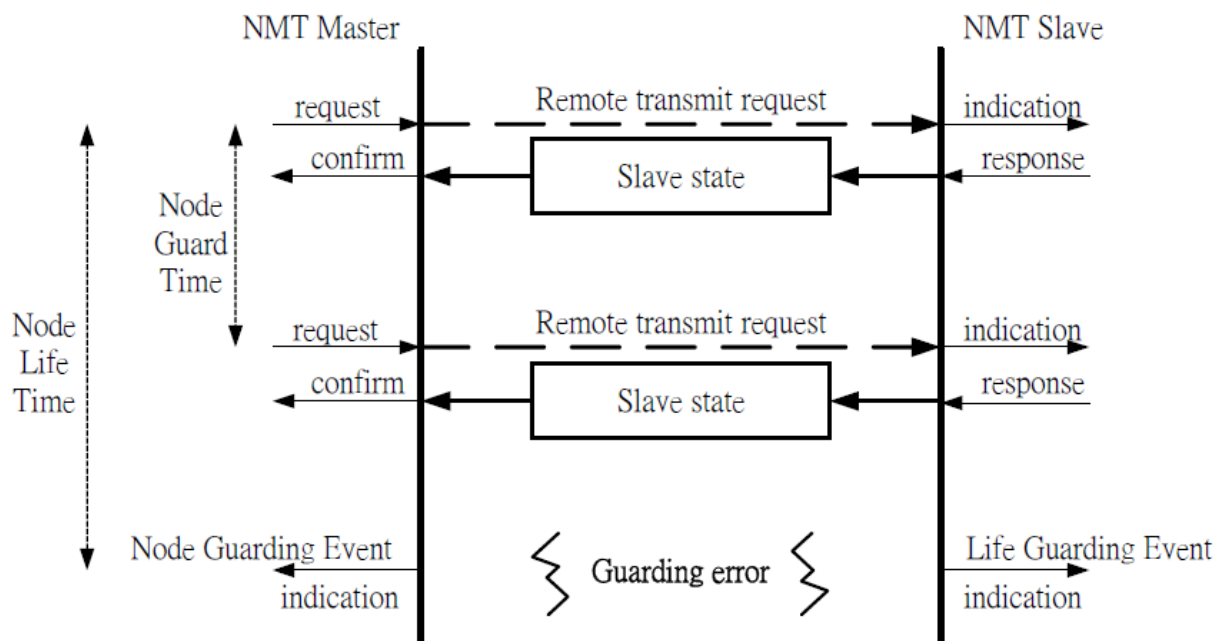 NMT Master
NMT Slave
request
Remote transmit request
indication
confirm
Slave state
response
Node
Guard
Time
Node
Life
Time
request
Remote transmit request
indication
confirm
Slave state
response
Node Guarding Event
Guarding error
Life Guarding Event
indication
indication